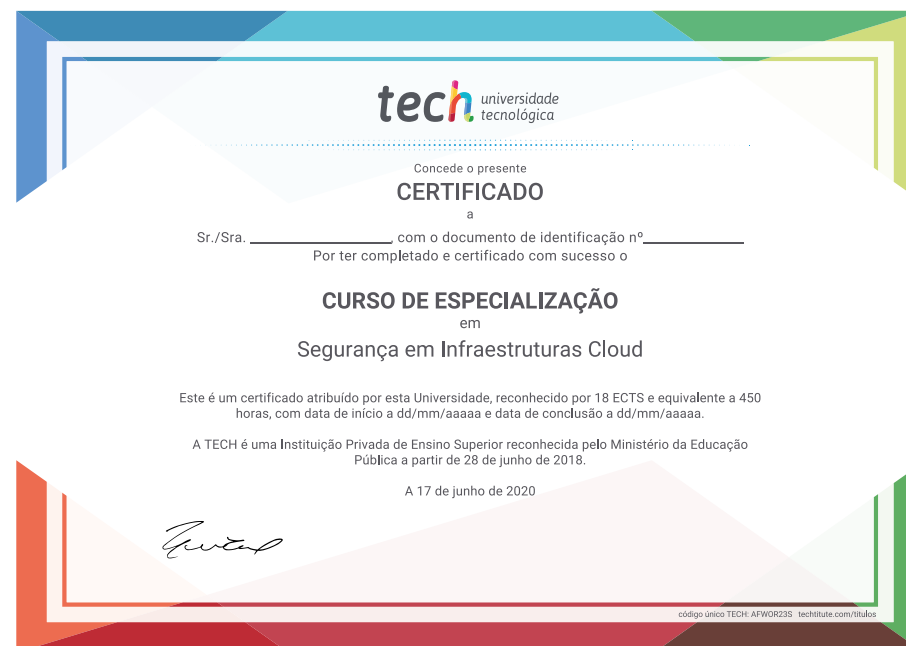 tech universidade
tecnológica
Concede o presente
CERTIFICADO
a
Sr./Sra. ____________________, com o documento de identificação nº______________
Por ter completado e certificado com sucesso o
CURSO DE ESPECIALIZAÇÃO
em
Segurança em Infraestruturas Cloud
Este é um certificado atribuído por esta Universidade, reconhecido por 18 ECTS e equivalente a 450
horas, com data de início a dd/mm/aaaaa e data de conclusão a dd/mm/aaaaa.
A TECH é uma Instituição Privada de Ensino Superior reconhecida pelo Ministério da Educação
Pública a partir de 28 de junho de 2018.
A 17 de junho de 2020
código único TECH: AFWOR23S techtitute.com/titulos